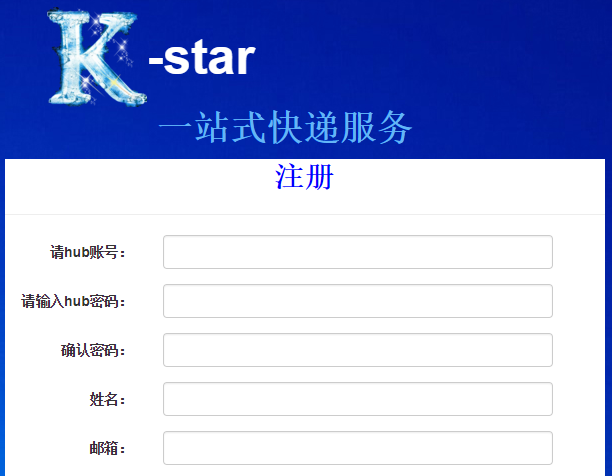 K-star
一站式快递服务
注册
请hub账号：
请输入hub密码：
确认密码：
姓名：
邮箱：